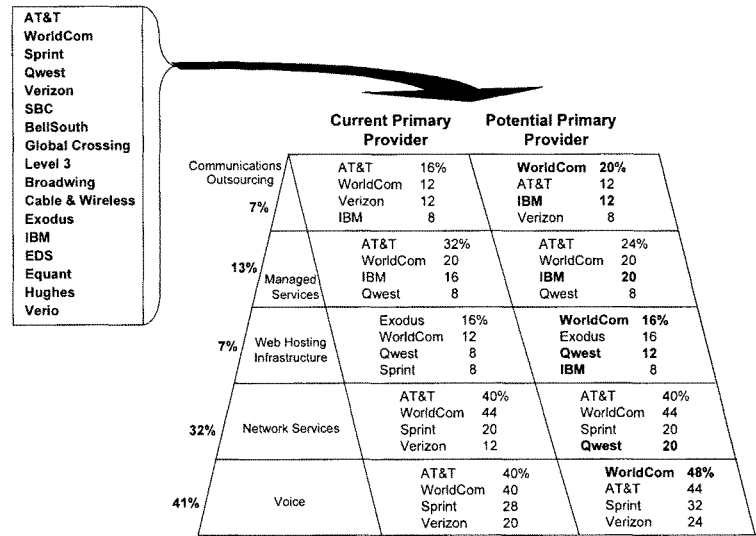 AT&T
WorldCom
Sprint
Qwest
Verizon
SBC
BellSouth
Global Crossing
Level 3
Broadwing
Cable & Wireless
Exodus
IBM
EDS
Equant
Hughes
Verio
Current Primary Provider
Potential Primary Provider
Communications Outsourcing
7%
AT&T 16%
WorldCom 12
Verizon 12
IBM 8
WorldCom 20%
AT&T 12
IBM 12
Verizon 8
13%
Managed Services
AT&T 32%
WorldCom 20
IBM 16
Qwest 8
AT&T 24%
WorldCom 20
IBM 20
Qwest 8
7%
Web Hosting Infrastructure
Exodus 16%
WorldCom 12
Qwest 8
Sprint 8
WorldCom 16%
Exodus 16
Qwest 12
IBM 8
32%
Network Services
AT&T 40%
WorldCom 44
Sprint 20
Verizon 12
AT&T 40%
WorldCom 44
Sprint 20
Qwest 20
41%
Voice
AT&T 40%
WorldCom 40
Sprint 28
Verizon 20
WorldCom 48%
AT&T 44
Sprint 32
Verizon 24